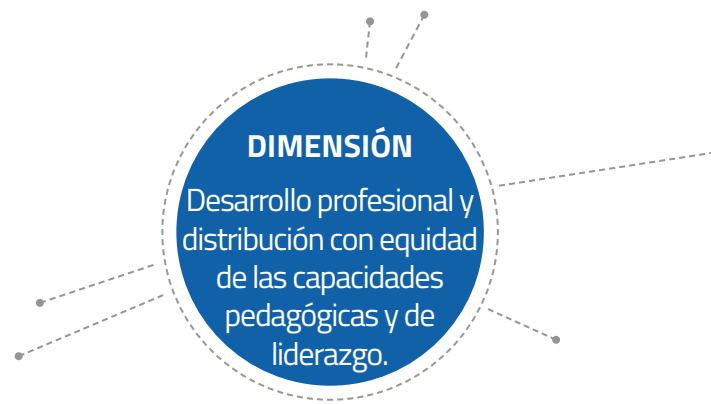 DIMENSIÓN
Desarrollo profesional y
distribución con equidad
de las capacidades
pedagógicas y de
liderazgo.